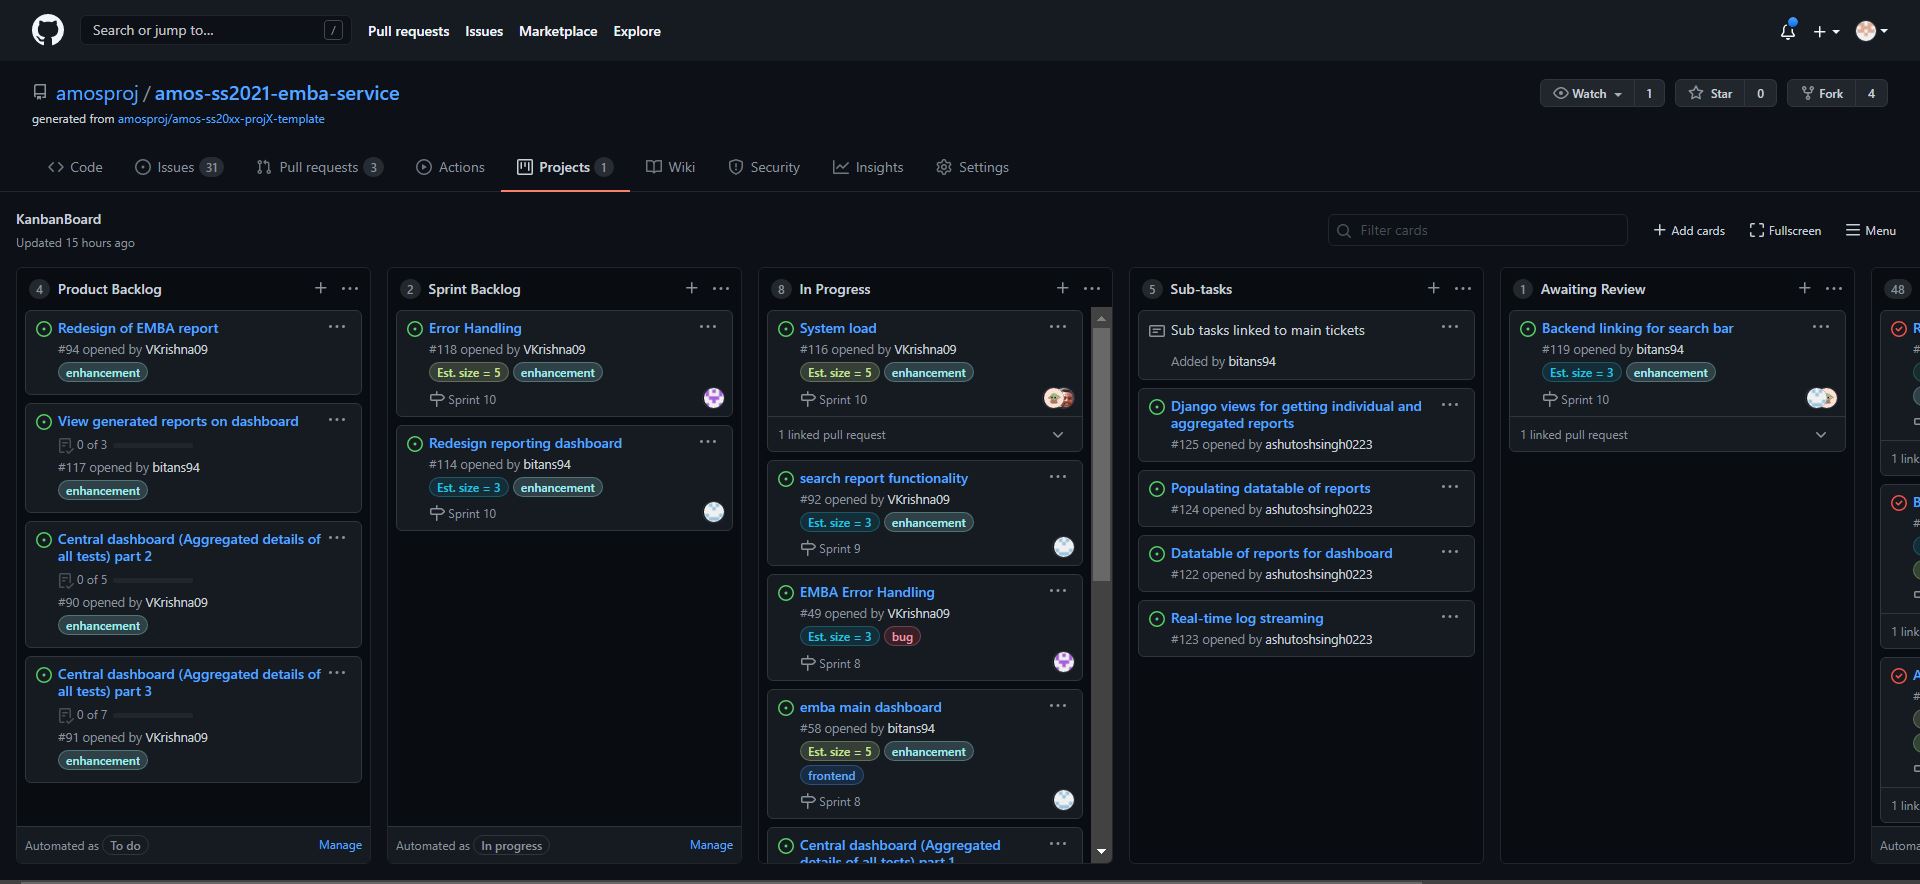 Search or jump to...
/
Pull requests
Issues
Marketplace
Explore
amosproj / amos-ss2021-emba-service
generated from amosproj/amos-ss20xx-projX-template
Watch 1
Star 0
Fork 4
Code
Issues 31
Pull requests 3
Actions
Projects 1
Wiki
Security
Insights
Settings
KanbanBoard
Updated 15 hours ago
Filter cards
Add cards
Fullscreen
Menu
4 Product Backlog
Redesign of EMBA report
#94 opened by VKrishna09
enhancement
View generated reports on dashboard
0 of 3
#117 opened by bitans94
enhancement
Central dashboard (Aggregated details of
all tests) part 2
0 of 5
#90 opened by VKrishna09
enhancement
Central dashboard (Aggregated details of
all tests) part 3
0 of 7
#91 opened by VKrishna09
enhancement
Automated as To do
Manage
2 Sprint Backlog
Error Handling
#118 opened by VKrishna09
Est. size = 5 enhancement
Sprint 10
Redesign reporting dashboard
#114 opened by bitans94
Est. size = 3 enhancement
Sprint 10
Automated as In progress
Manage
8 In Progress
System load
#116 opened by VKrishna09
Est. size = 5 enhancement
Sprint 10
1 linked pull request
search report functionality
#92 opened by VKrishna09
Est. size = 3 enhancement
Sprint 9
EMBA Error Handling
#49 opened by VKrishna09
Est. size = 3 bug
Sprint 8
emba main dashboard
#58 opened by bitans94
Est. size = 5 enhancement
frontend
Sprint 8
Central dashboard (Aggregated
details of all tests) part 1
5 Sub-tasks
Sub tasks linked to main tickets
Added by bitans94
Django views for getting individual and
aggregated reports
#125 opened by ashutoshsingh0223
Populating datatable of reports
#124 opened by ashutoshsingh0223
Datatable of reports for dashboard
#122 opened by ashutoshsingh0223
Real-time log streaming
#123 opened by ashutoshsingh0223
1 Awaiting Review
Backend linking for search bar
#119 opened by bitans94
Est. size = 3 enhancement
Sprint 10
1 linked pull request
48
R
#
1 link
B
#
1 link
A
#
1 link
Automa